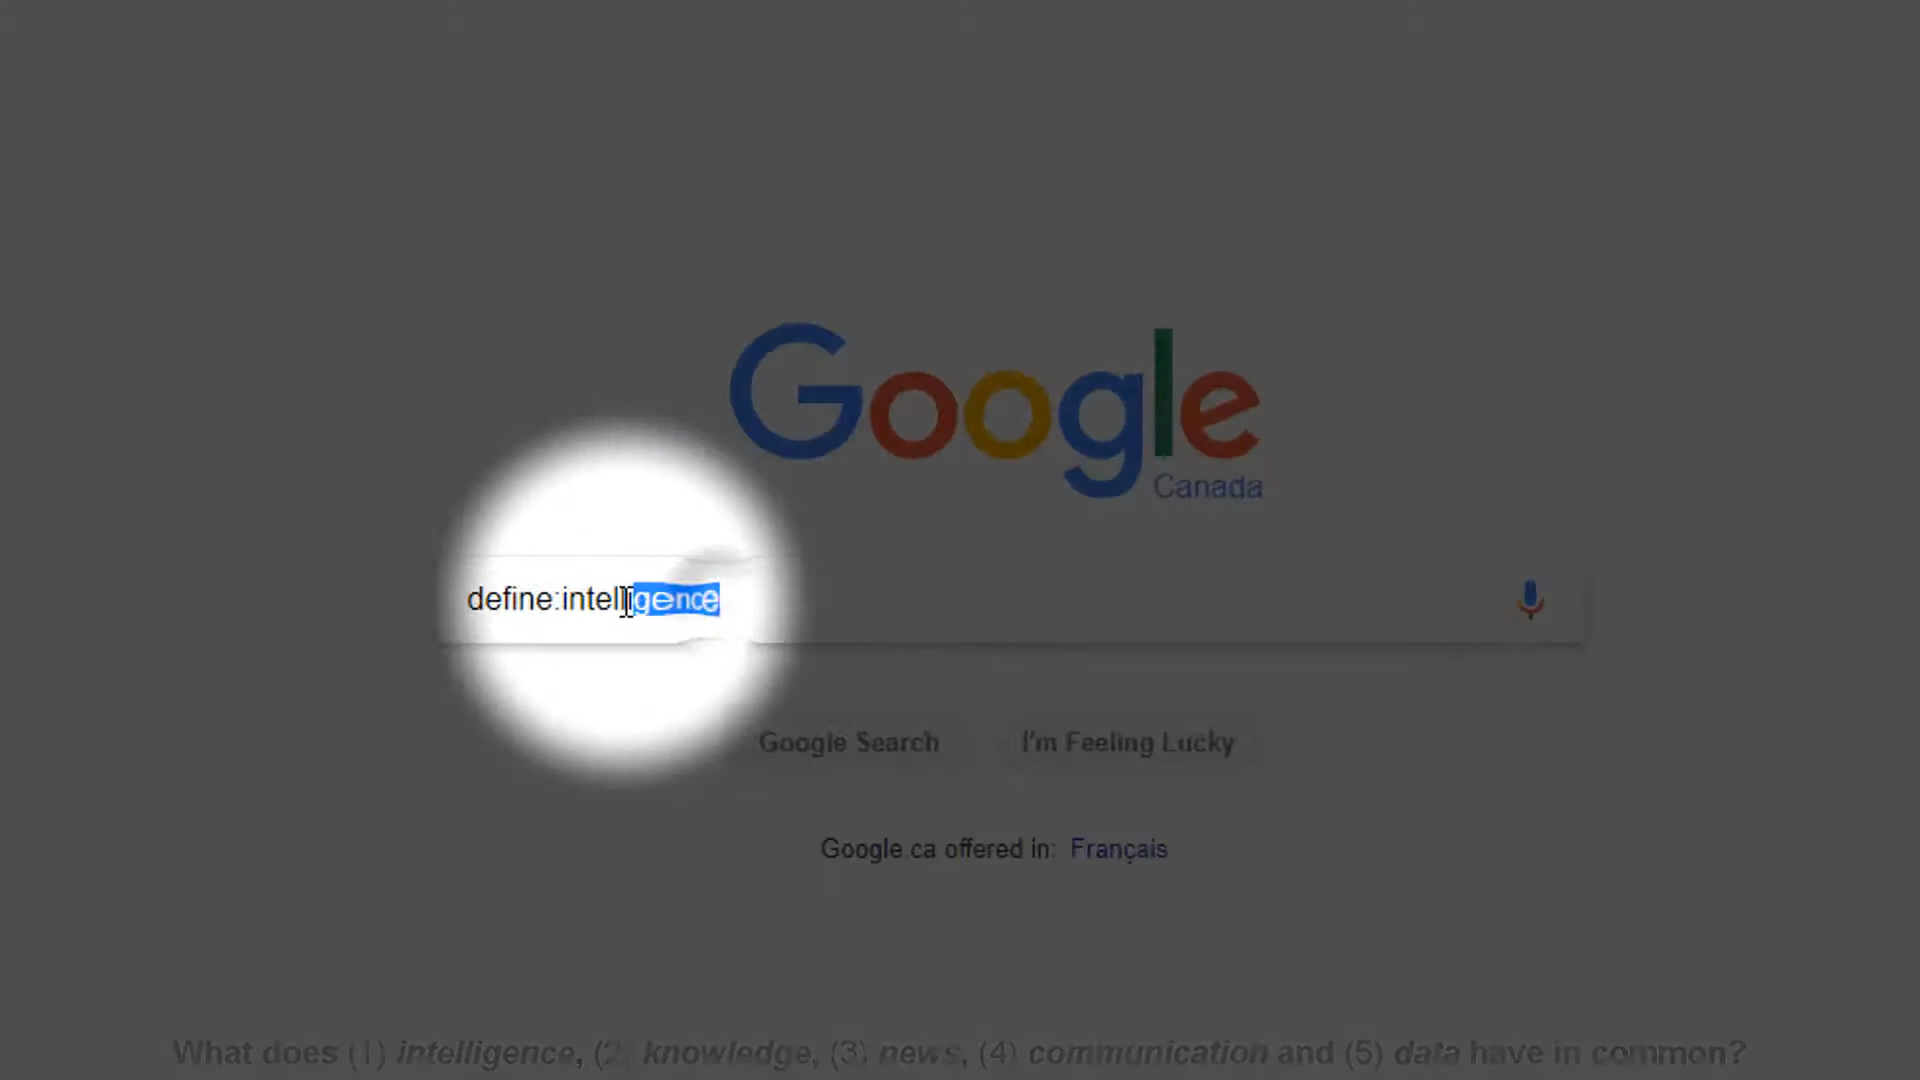 Google
Canada
define:intelligence
Google Search
I'm Feeling Lucky
Google.ca offered in: Français
What does (1) intelligence, (2) knowledge, (3) news, (4) communication and (5) data have in common?